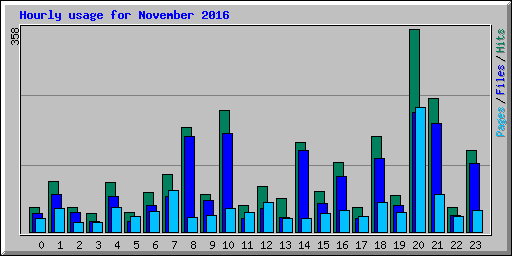 Hourly usage for November 2016
358
Pages / Files / Hits
0 1 2 3 4 5 6 7 8 9 10 11 12 13 14 15 16 17 18 19 20 21 22 23